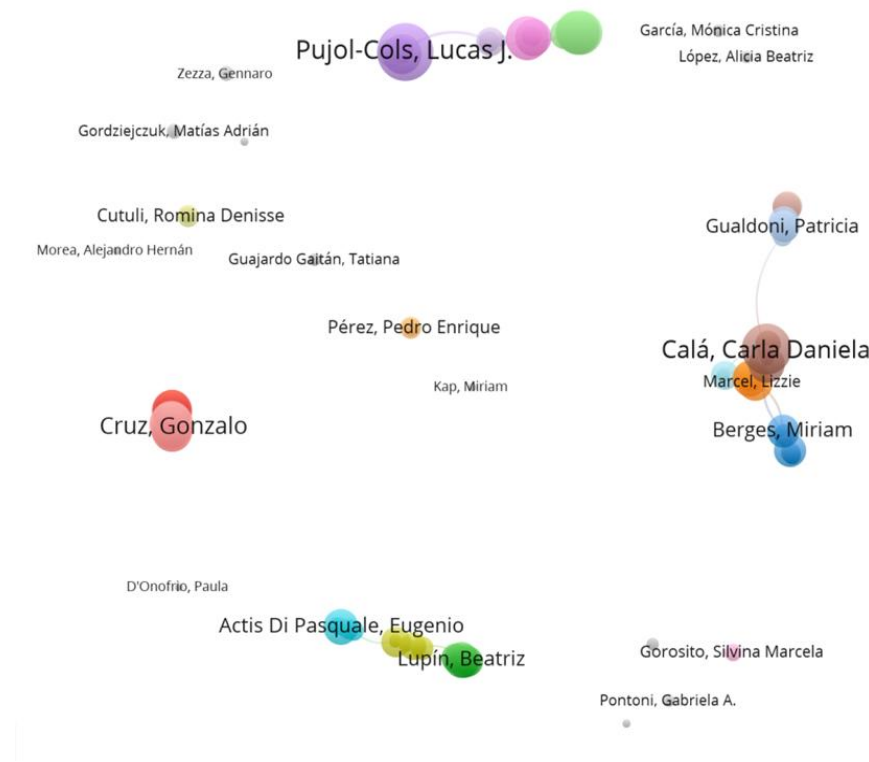 García, Mónica Cristina
Pujol-Cols, Lucas J.
López, Alicia Beatriz
Zezza, Gennaro
Gordziejczuk, Matías Adrián
Cutuli, Romina Denisse
Gualdoni, Patricia
Morea, Alejandro Hernán
Guajardo Gaitán, Tatiana
Pérez, Pedro Enrique
Calá, Carla Daniela
Marcel, Lizzie
Kap, Miriam
Cruz, Gonzalo
Berges, Miriam
D'Onofrio, Paula
Actis Di Pasquale, Eugenio
Gorosito, Silvina Marcela
Lupín, Beatriz
Pontoni, Gabriela A.